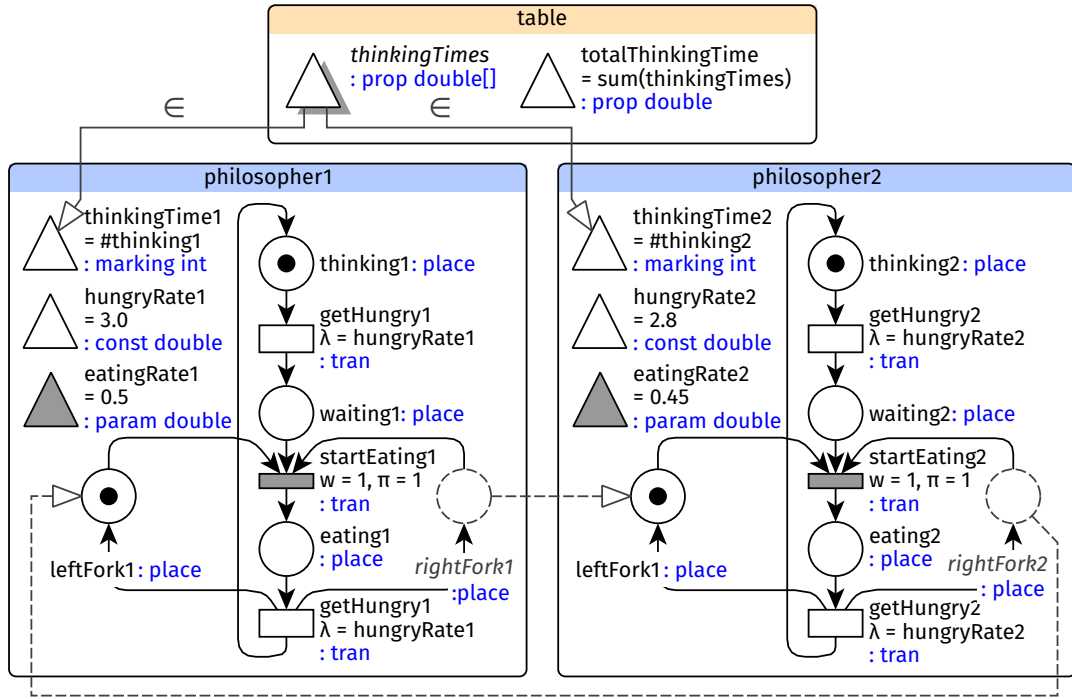 table
thinkingTimes
: prop double[]
totalThinkingTime
= sum(thinkingTimes)
: prop double
∈
∈
philosopher1
thinkingTime1
= #thinking1
: marking int
hungryRate1
= 3.0
: const double
eatingRate1
= 0.5
: param double
thinking1: place
getHungry1
λ = hungryRate1
: tran
waiting1: place
startEating1
w = 1, π = 1
: tran
eating1
: place
leftFork1: place
rightFork1
:place
getHungry1
λ = hungryRate1
: tran
philosopher2
thinkingTime2
= #thinking2
: marking int
hungryRate2
= 2.8
: const double
eatingRate2
= 0.45
: param double
thinking2: place
getHungry2
λ = hungryRate2
: tran
waiting2: place
startEating2
w = 1, π = 1
: tran
eating2
: place
leftFork1: place
rightFork2
: place
getHungry2
λ = hungryRate2
: tran